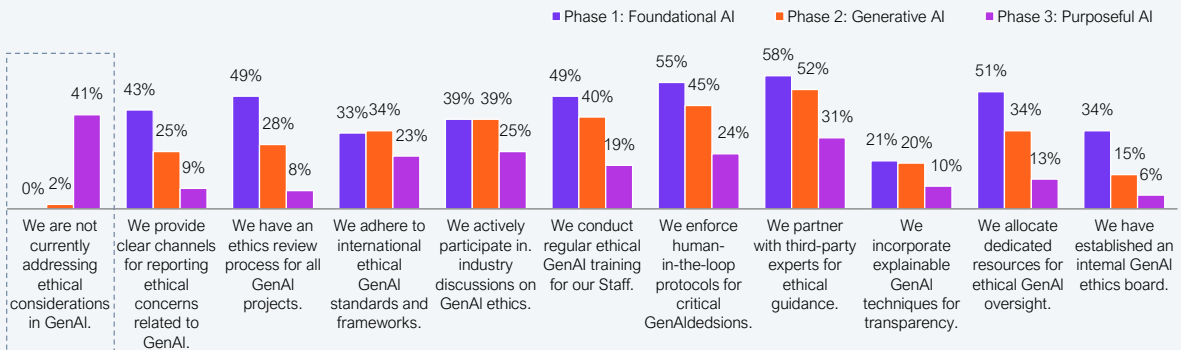 Phase 1: Foundational AI
Phase 2: Generative AI
Phase 3: Purposeful AI
0%
2%
41%
43%
25%
9%
49%
28%
8%
33%
34%
23%
39%
39%
25%
49%
40%
19%
55%
45%
24%
58%
52%
31%
21%
20%
10%
51%
34%
13%
34%
15%
6%
We are not
currently
addressing
ethical
considerations
in GenAI.
We provide
clear channels
for reporting
ethical
concerns
related to
GenAI.
We have an
ethics review
process for all
GenAI
projects.
We adhere to
international
ethical
GenAI
standards and
frameworks.
We actively
participate in.
industry
discussions on
GenAI ethics.
We conduct
regular ethical
GenAI training
for our Staff.
We enforce
human-
in-the-loop
protocols for
critical
GenAIdedsions.
We partner
with third-party
experts for
ethical
guidance.
We
incorporate
explainable
GenAI
techniques for
transparency.
We allocate
dedicated
resources for
ethical GenAI
oversight.
We have
established an
internal GenAI
ethics board.